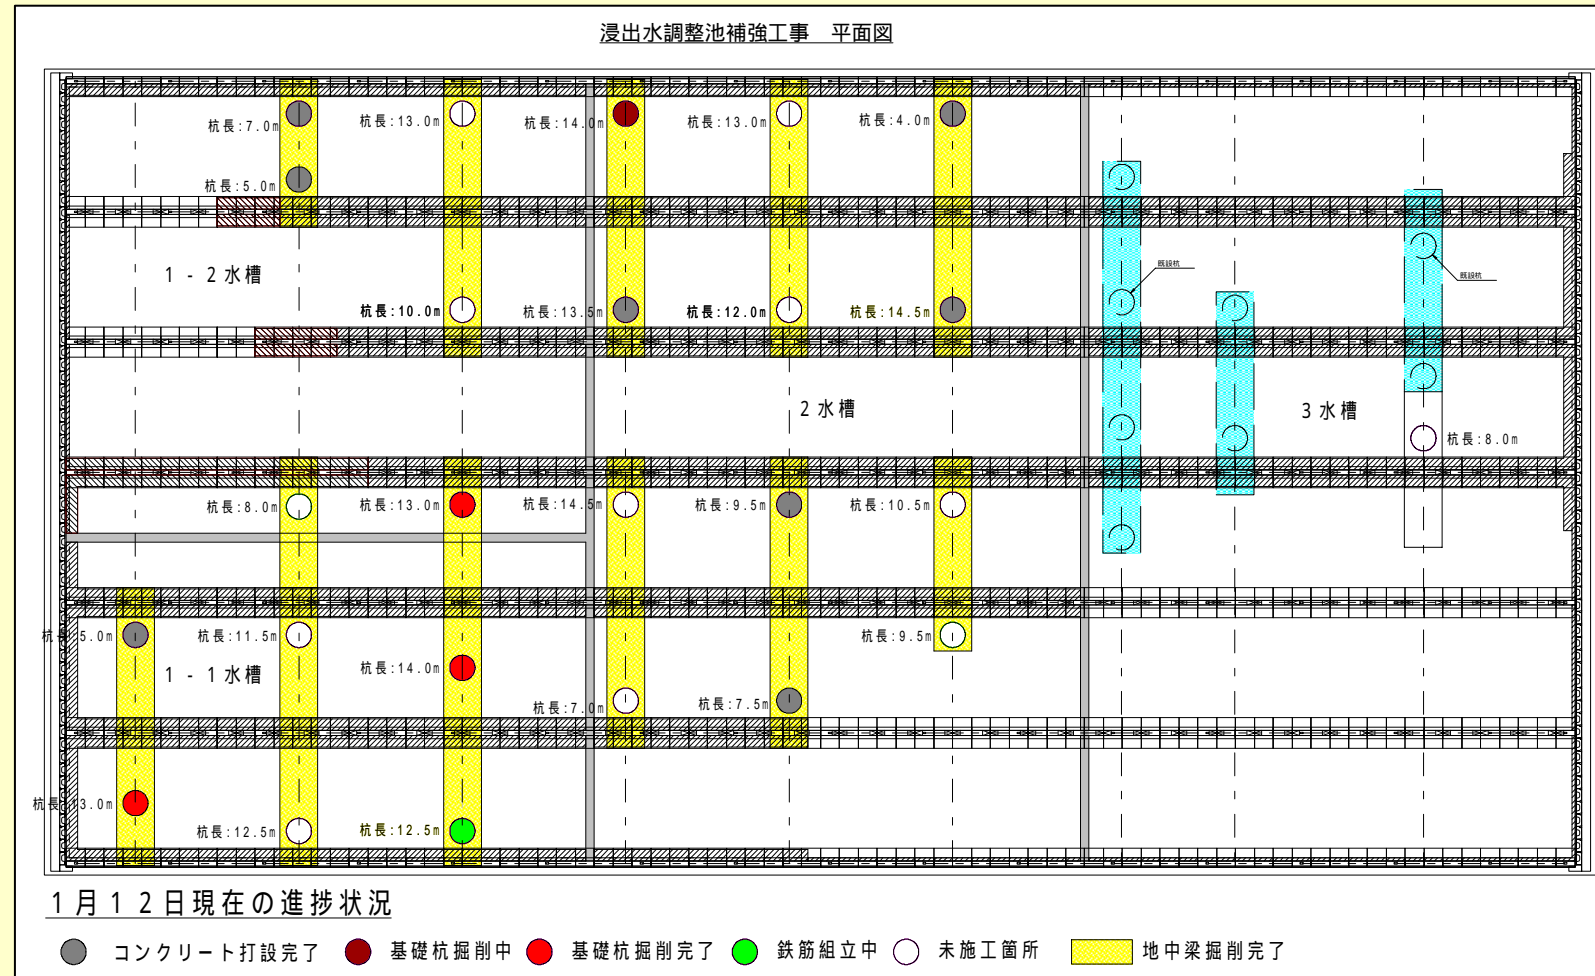 浸出水調整池補強工事　平面図
杭長:7.0m
杭長:13.0m
杭長:14.0m
杭長:13.0m
杭長:4.0m
杭長:5.0m
1-2水槽
既設杭
既設杭
杭長:10.0m
杭長:13.5m
杭長:12.0m
杭長:14.5m
2水槽
3水槽
杭長:8.0m
杭長:8.0m
杭長:13.0m
杭長:14.5m
杭長:9.5m
杭長:10.5m
杭長:5.0m
杭長:11.5m
杭長:9.5m
1-1水槽
杭長:14.0m
杭長:7.0m
杭長:7.5m
杭長:13.0m
杭長:12.5m
杭長:12.5m
1月12日現在の進捗状況
コンクリート打設完了　基礎杭掘削中　基礎杭掘削完了　鉄筋組立中　未施工箇所　地中梁掘削完了